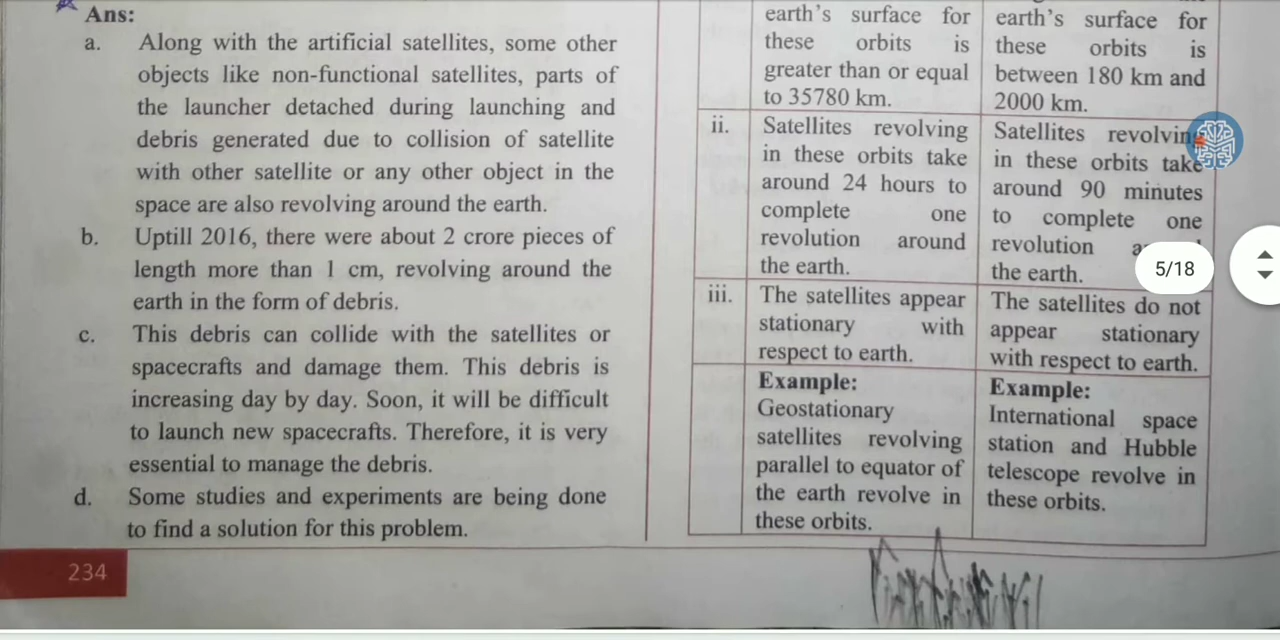 Ans:
a. Along with the artificial satellites, some other
objects like non-functional satellites, parts of
the launcher detached during launching and
debris generated due to collision of satellite
with other satellite or any other object in the
space are also revolving around the earth.
b. Uptill 2016, there were about 2 crore pieces of
length more than 1 cm, revolving around the
earth in the form of debris.
c. This debris can collide with the satellites or
spacecrafts and damage them. This debris is
increasing day by day. Soon, it will be difficult
to launch new spacecrafts. Therefore, it is very
essential to manage the debris.
d. Some studies and experiments are being done
to find a solution for this problem.
234
earth's surface for
these orbits is
greater than or equal
to 35780 km.
earth's surface for
these orbits is
between 180 km and
2000 km.
ii. Satellites revolving
in these orbits take
around 24 hours to
complete one
revolution around
the earth.
Satellites revolving
in these orbits take
around 90 minutes
to complete one
revolution
the earth.
iii. The satellites appear
stationary with
respect to earth.
The satellites do not
appear stationary
with respect to earth.
Example:
Geostationary
satellites revolving
parallel to equator of
the earth revolve in
these orbits.
Example:
International space
station and Hubble
telescope revolve in
these orbits.
5/18